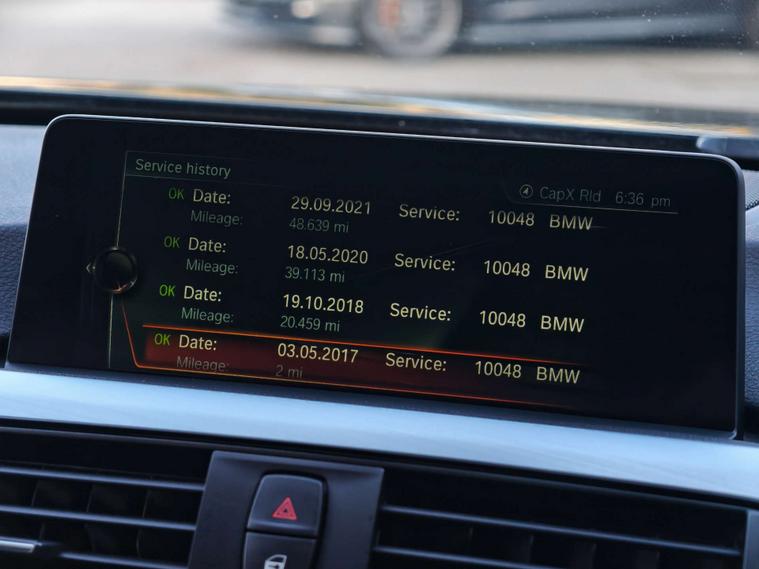 Service history
CapX Rld 6:36 pm
OK Date: 29.09.2021 Service: 10048 BMW
Mileage: 48.639 mi
OK Date: 18.05.2020 Service: 10048 BMW
Mileage: 39.113 mi
OK Date: 19.10.2018 Service: 10048 BMW
Mileage: 20.459 mi
OK Date: 03.05.2017 Service: 10048 BMW
Mileage: 2 mi